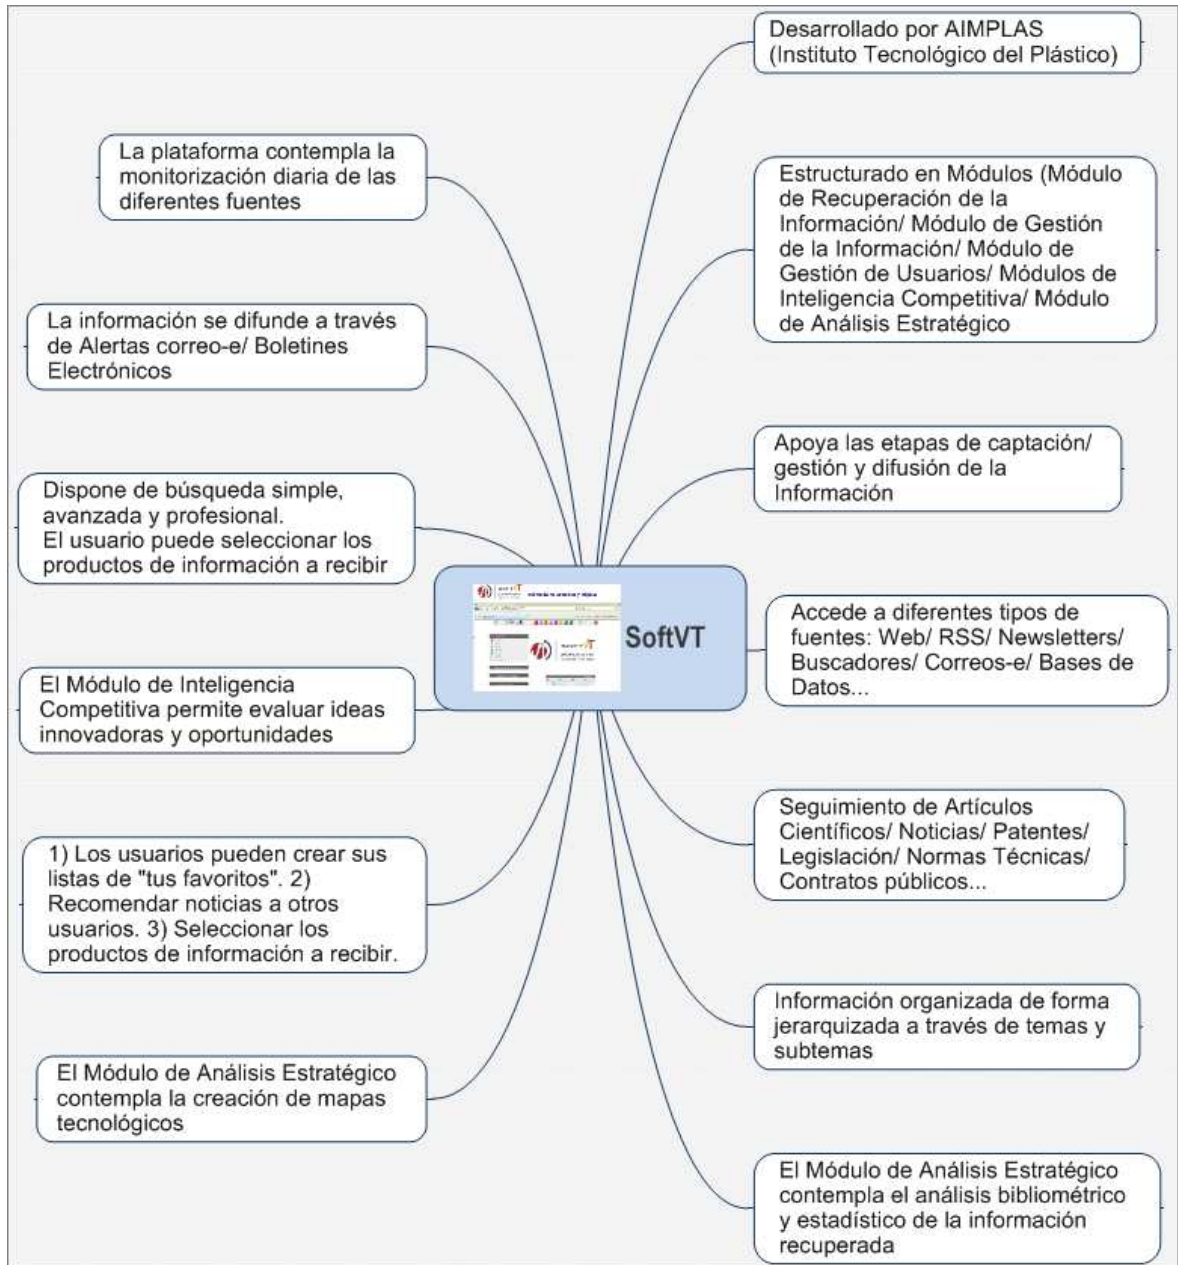 Desarrollado por AIMPLAS
(Instituto Tecnológico del Plástico)
Estructurado en Módulos (Módulo
de Recuperación de la
Información/ Módulo de Gestión
de la Información/ Módulo de
Gestión de Usuarios/ Módulos de
Inteligencia Competitiva/ Módulo
de Análisis Estratégico
Apoya las etapas de captación/
gestión y difusión de la
Información
Accede a diferentes tipos de
fuentes: Web/ RSS/ Newsletters/
Buscadores/ Correos-e/ Bases de
Datos...
Seguimiento de Artículos
Científicos/ Noticias/ Patentes/
Legislación/ Normas Técnicas/
Contratos públicos...
Información organizada de forma
jerarquizada a través de temas y
subtemas
El Módulo de Análisis Estratégico
contempla el análisis bibliométrico
y estadístico de la información
recuperada
SoftVT
La plataforma contempla la
monitorización diaria de las
diferentes fuentes
La información se difunde a través
de Alertas correo-e/ Boletines
Electrónicos
Dispone de búsqueda simple,
avanzada y profesional.
El usuario puede seleccionar los
productos de información a recibir
El Módulo de Inteligencia
Competitiva permite evaluar ideas
innovadoras y oportunidades
1) Los usuarios pueden crear sus
listas de "tus favoritos". 2)
Recomendar noticias a otros
usuarios. 3) Seleccionar los
productos de información a recibir.
El Módulo de Análisis Estratégico
contempla la creación de mapas
tecnológicos